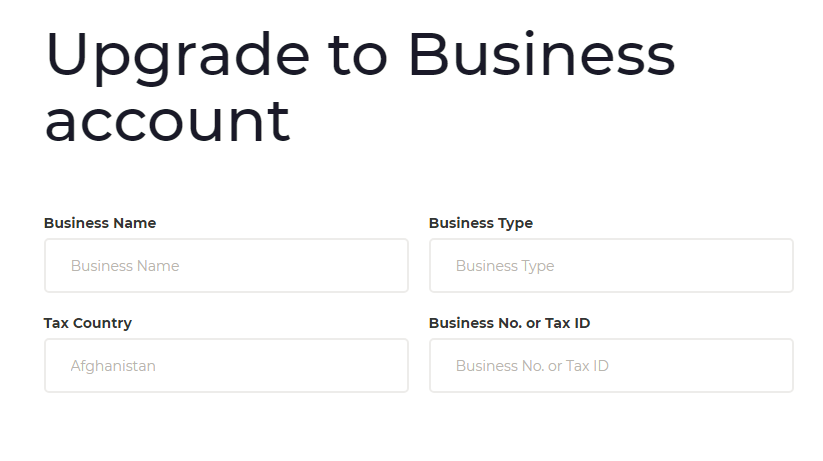 Upgrade to Business
account
Business Name
Business Type
Business Name
Business Type
Tax Country
Business No. or Tax ID
Afghanistan
Business No. or Tax ID